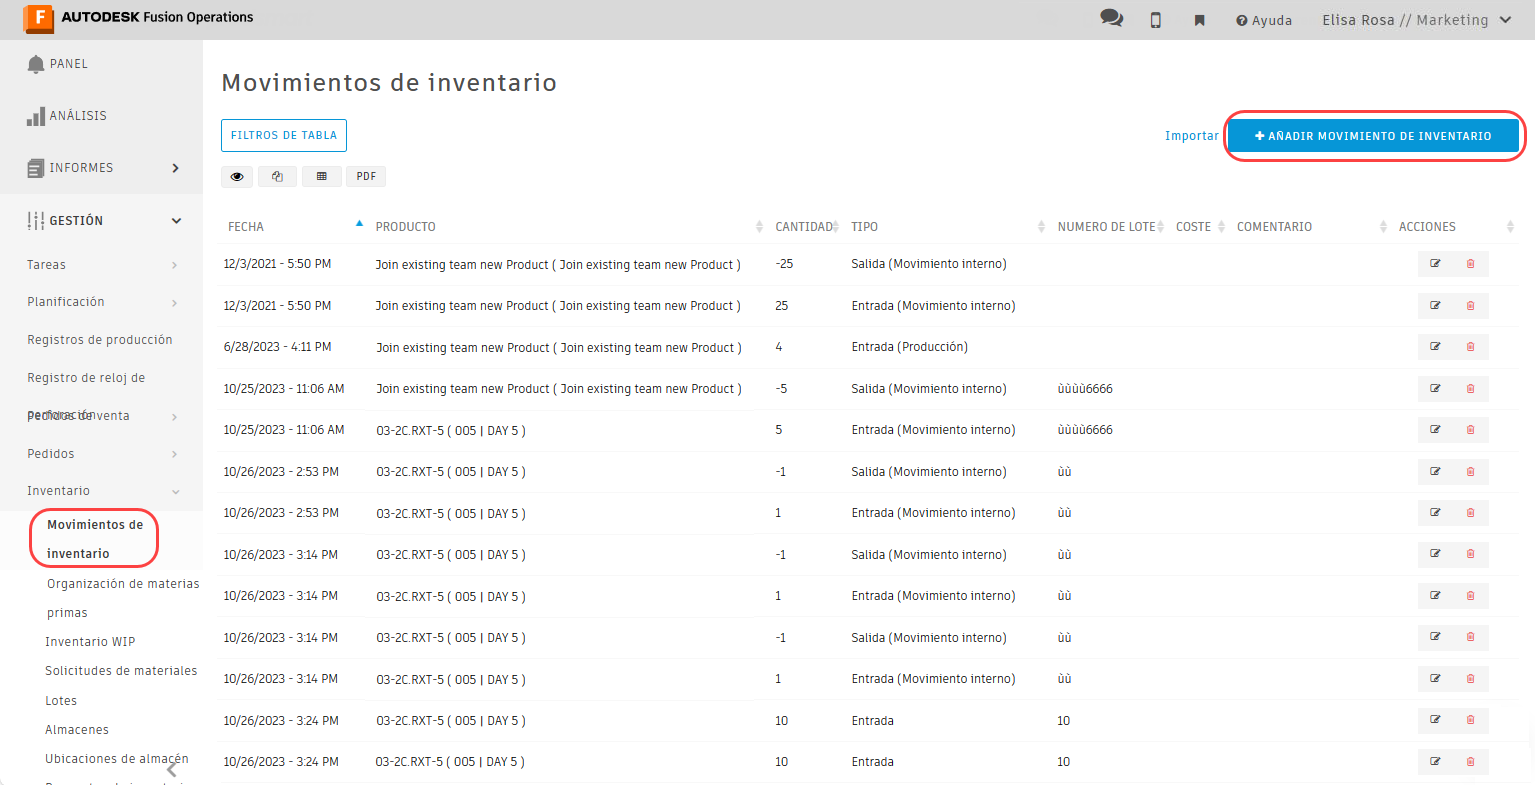 AUTODESK Fusion Operations
Ayuda
Elisa Rosa // Marketing
PANEL
ANÁLISIS
INFORMES
GESTIÓN
Tareas
Planificación
Registros de producción
Registro de reloj de
perforación
Pedidos de venta
Pedidos
Inventario
Movimientos de
inventario
Organización de materias
primas
Inventario WIP
Solicitudes de materiales
Lotes
Almacenes
Ubicaciones de almacén
Movimientos de inventario
FILTROS DE TABLA
Importar
AÑADIR MOVIMIENTO DE INVENTARIO
PDF
FECHA PRODUCTO CANTIDAD TIPO NUMERO DE LOTE COSTE COMENTARIO ACCIONES
12/3/2021 - 5:50 PM Join existing team new Product ( Join existing team new Product ) -25 Salida (Movimiento interno)
12/3/2021 - 5:50 PM Join existing team new Product ( Join existing team new Product ) 25 Entrada (Movimiento interno)
6/28/2023 - 4:11 PM Join existing team new Product ( Join existing team new Product ) 4 Entrada (Producción)
10/25/2023 - 11:06 AM Join existing team new Product ( Join existing team new Product ) -5 Salida (Movimiento interno) ùùùù6666
10/25/2023 - 11:06 AM 03-2C.RXT-5 ( 005 | DAY 5 ) 5 Entrada (Movimiento interno) ùùùù6666
10/26/2023 - 2:53 PM 03-2C.RXT-5 ( 005 | DAY 5 ) -1 Salida (Movimiento interno) ùù
10/26/2023 - 2:53 PM 03-2C.RXT-5 ( 005 | DAY 5 ) 1 Entrada (Movimiento interno) ùù
10/26/2023 - 3:14 PM 03-2C.RXT-5 ( 005 | DAY 5 ) -1 Salida (Movimiento interno) ùù
10/26/2023 - 3:14 PM 03-2C.RXT-5 ( 005 | DAY 5 ) 1 Entrada (Movimiento interno) ùù
10/26/2023 - 3:14 PM 03-2C.RXT-5 ( 005 | DAY 5 ) -1 Salida (Movimiento interno) ùù
10/26/2023 - 3:14 PM 03-2C.RXT-5 ( 005 | DAY 5 ) 1 Entrada (Movimiento interno) ùù
10/26/2023 - 3:24 PM 03-2C.RXT-5 ( 005 | DAY 5 ) 10 Entrada 10
10/26/2023 - 3:24 PM 03-2C.RXT-5 ( 005 | DAY 5 ) 10 Entrada 10